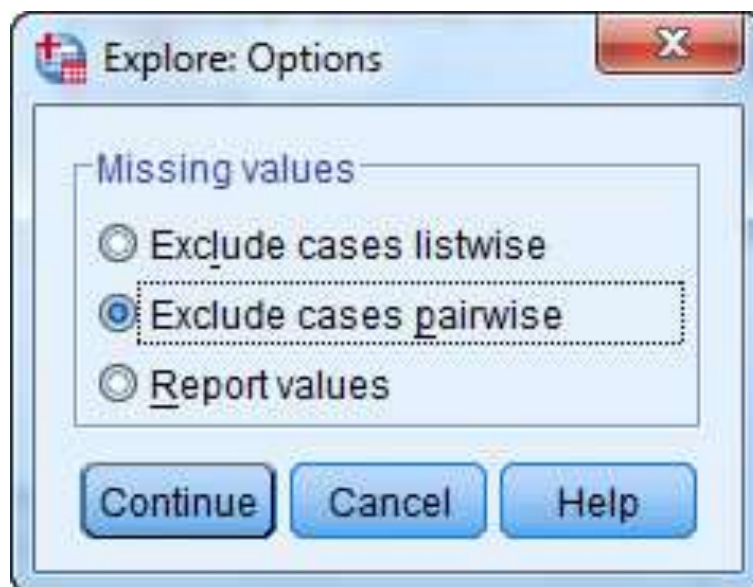 Explore: Options
Missing values
Exclude cases listwise
Exclude cases pairwise
Report values
Continue Cancel Help